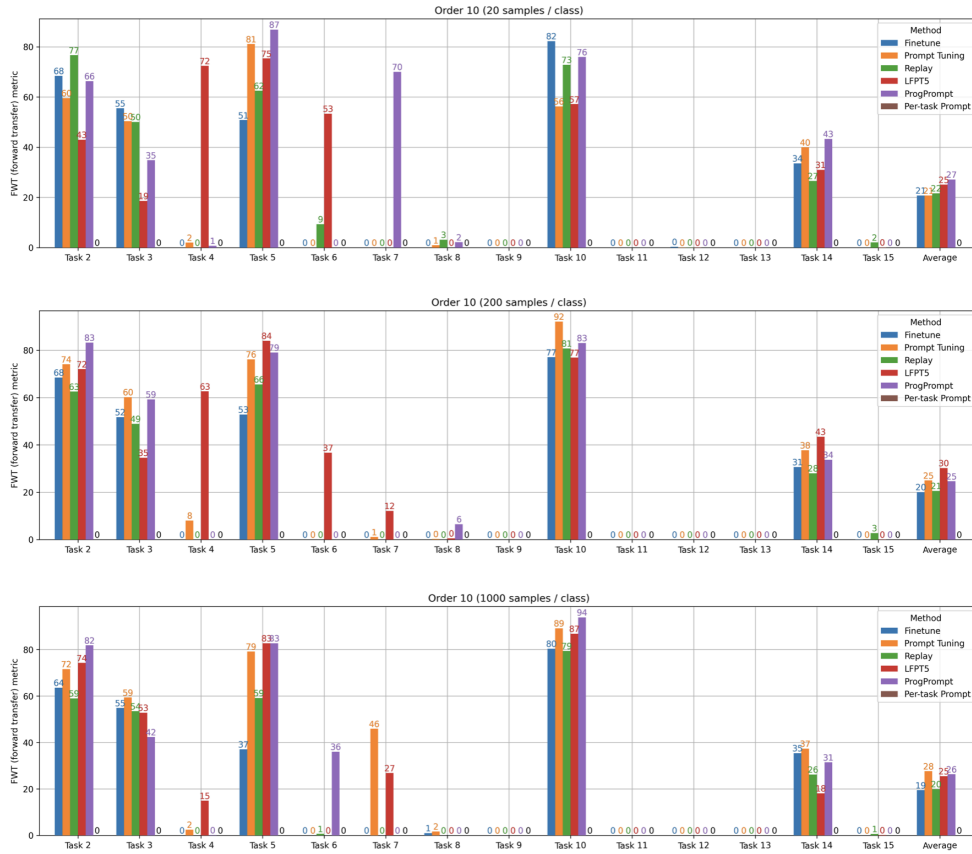 Order 10 (20 samples / class)
FWT (forward transfer) metric
80
60
40
20
0
68 60 77 43 66 0
55 50 50 19 35 0
0 2 0 72 1 0
51 81 62 75 87 0
0 0 9 53 0 0
0 0 0 0 70 0
0 1 3 0 2 0
0 0 0 0 0 0
82 56 73 57 76 0
0 0 0 0 0 0
0 0 0 0 0 0
0 0 0 0 0 0
34 40 27 31 43 0
0 0 2 0 0 0
21 21 22 25 27 0
Task 2 Task 3 Task 4 Task 5 Task 6 Task 7 Task 8 Task 9 Task 10 Task 11 Task 12 Task 13 Task 14 Task 15 Average
Method
Finetune
Prompt Tuning
Replay
LFPT5
ProgPrompt
Per-task Prompt
Order 10 (200 samples / class)
FWT (forward transfer) metric
80
60
40
20
0
68 74 63 72 83 0
52 60 49 35 59 0
0 8 0 63 0 0
53 76 66 84 79 0
0 0 0 37 0 0
0 1 0 12 0 0
0 0 0 0 6 0
0 0 0 0 0 0
77 92 81 77 83 0
0 0 0 0 0 0
0 0 0 0 0 0
0 0 0 0 0 0
31 38 28 43 34 0
0 0 3 0 0 0
20 25 21 30 25 0
Task 2 Task 3 Task 4 Task 5 Task 6 Task 7 Task 8 Task 9 Task 10 Task 11 Task 12 Task 13 Task 14 Task 15 Average
Method
Finetune
Prompt Tuning
Replay
LFPT5
ProgPrompt
Per-task Prompt
Order 10 (1000 samples / class)
FWT (forward transfer) metric
80
60
40
20
0
64 72 59 74 82 0
55 59 54 53 42 0
0 2 0 15 0 0
37 79 59 83 83 0
0 0 1 0 36 0
0 46 0 27 0 0
1 2 0 0 0 0
0 0 0 0 0 0
80 89 79 87 94 0
0 0 0 0 0 0
0 0 0 0 0 0
0 0 0 0 0 0
35 37 26 18 31 0
0 0 1 0 0 0
19 28 20 25 26 0
Task 2 Task 3 Task 4 Task 5 Task 6 Task 7 Task 8 Task 9 Task 10 Task 11 Task 12 Task 13 Task 14 Task 15 Average
Method
Finetune
Prompt Tuning
Replay
LFPT5
ProgPrompt
Per-task Prompt